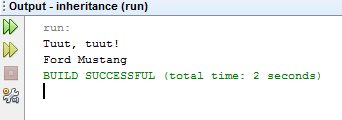 Output - inheritance (run)
run:
Tuut, tuut!
Ford Mustang
BUILD SUCCESSFUL (total time: 2 seconds)